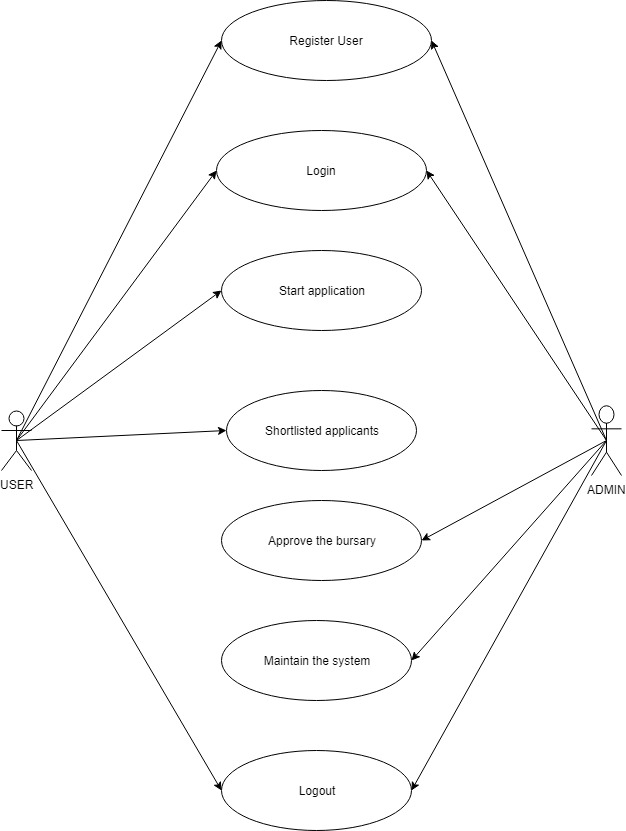 Register User
Login
Start application
Shortlisted applicants
USER
ADMIN
Approve the bursary
Maintain the system
Logout